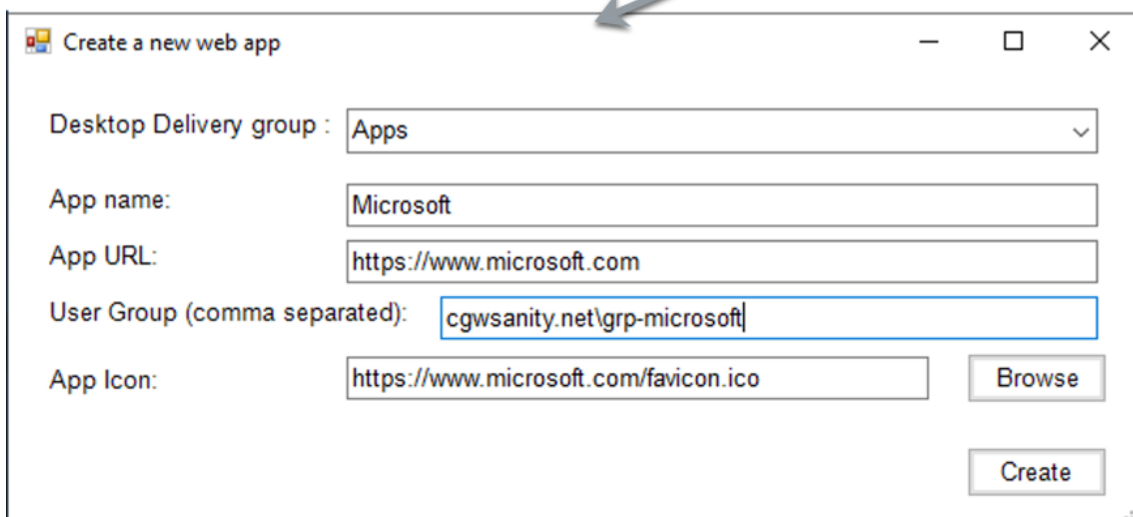 Create a new web app
Desktop Delivery group : Apps
App name: Microsoft
App URL: https://www.microsoft.com
User Group (comma separated): cgwsanity.net\grp-microsoft
App Icon: https://www.microsoft.com/favicon.ico Browse
Create